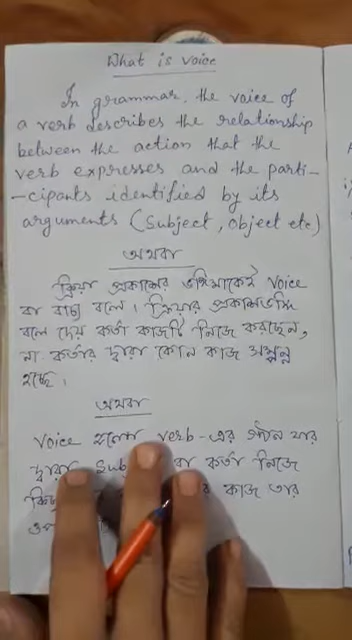 What is voice
In grammar, the voice of
a verb describes the relationship
between the action that the
verb expresses and the parti-
-cipants identified by its
arguments (Subject, object etc)
অথবা
ক্রিয়া প্রকাশের ভঙ্গিমাকেই Voice
বা বাচ্য বলে। ক্রিয়ার প্রকাশভঙ্গি
বলে দেয় কর্তা কাজটি নিজে করছেন,
না কর্তার দ্বারা কোন কাজ সম্পন্ন
হচ্ছে।
অথবা
Voice হলো verb-এর গঠন যার
দ্বারা বা কর্তা নিজে
কাজ তার